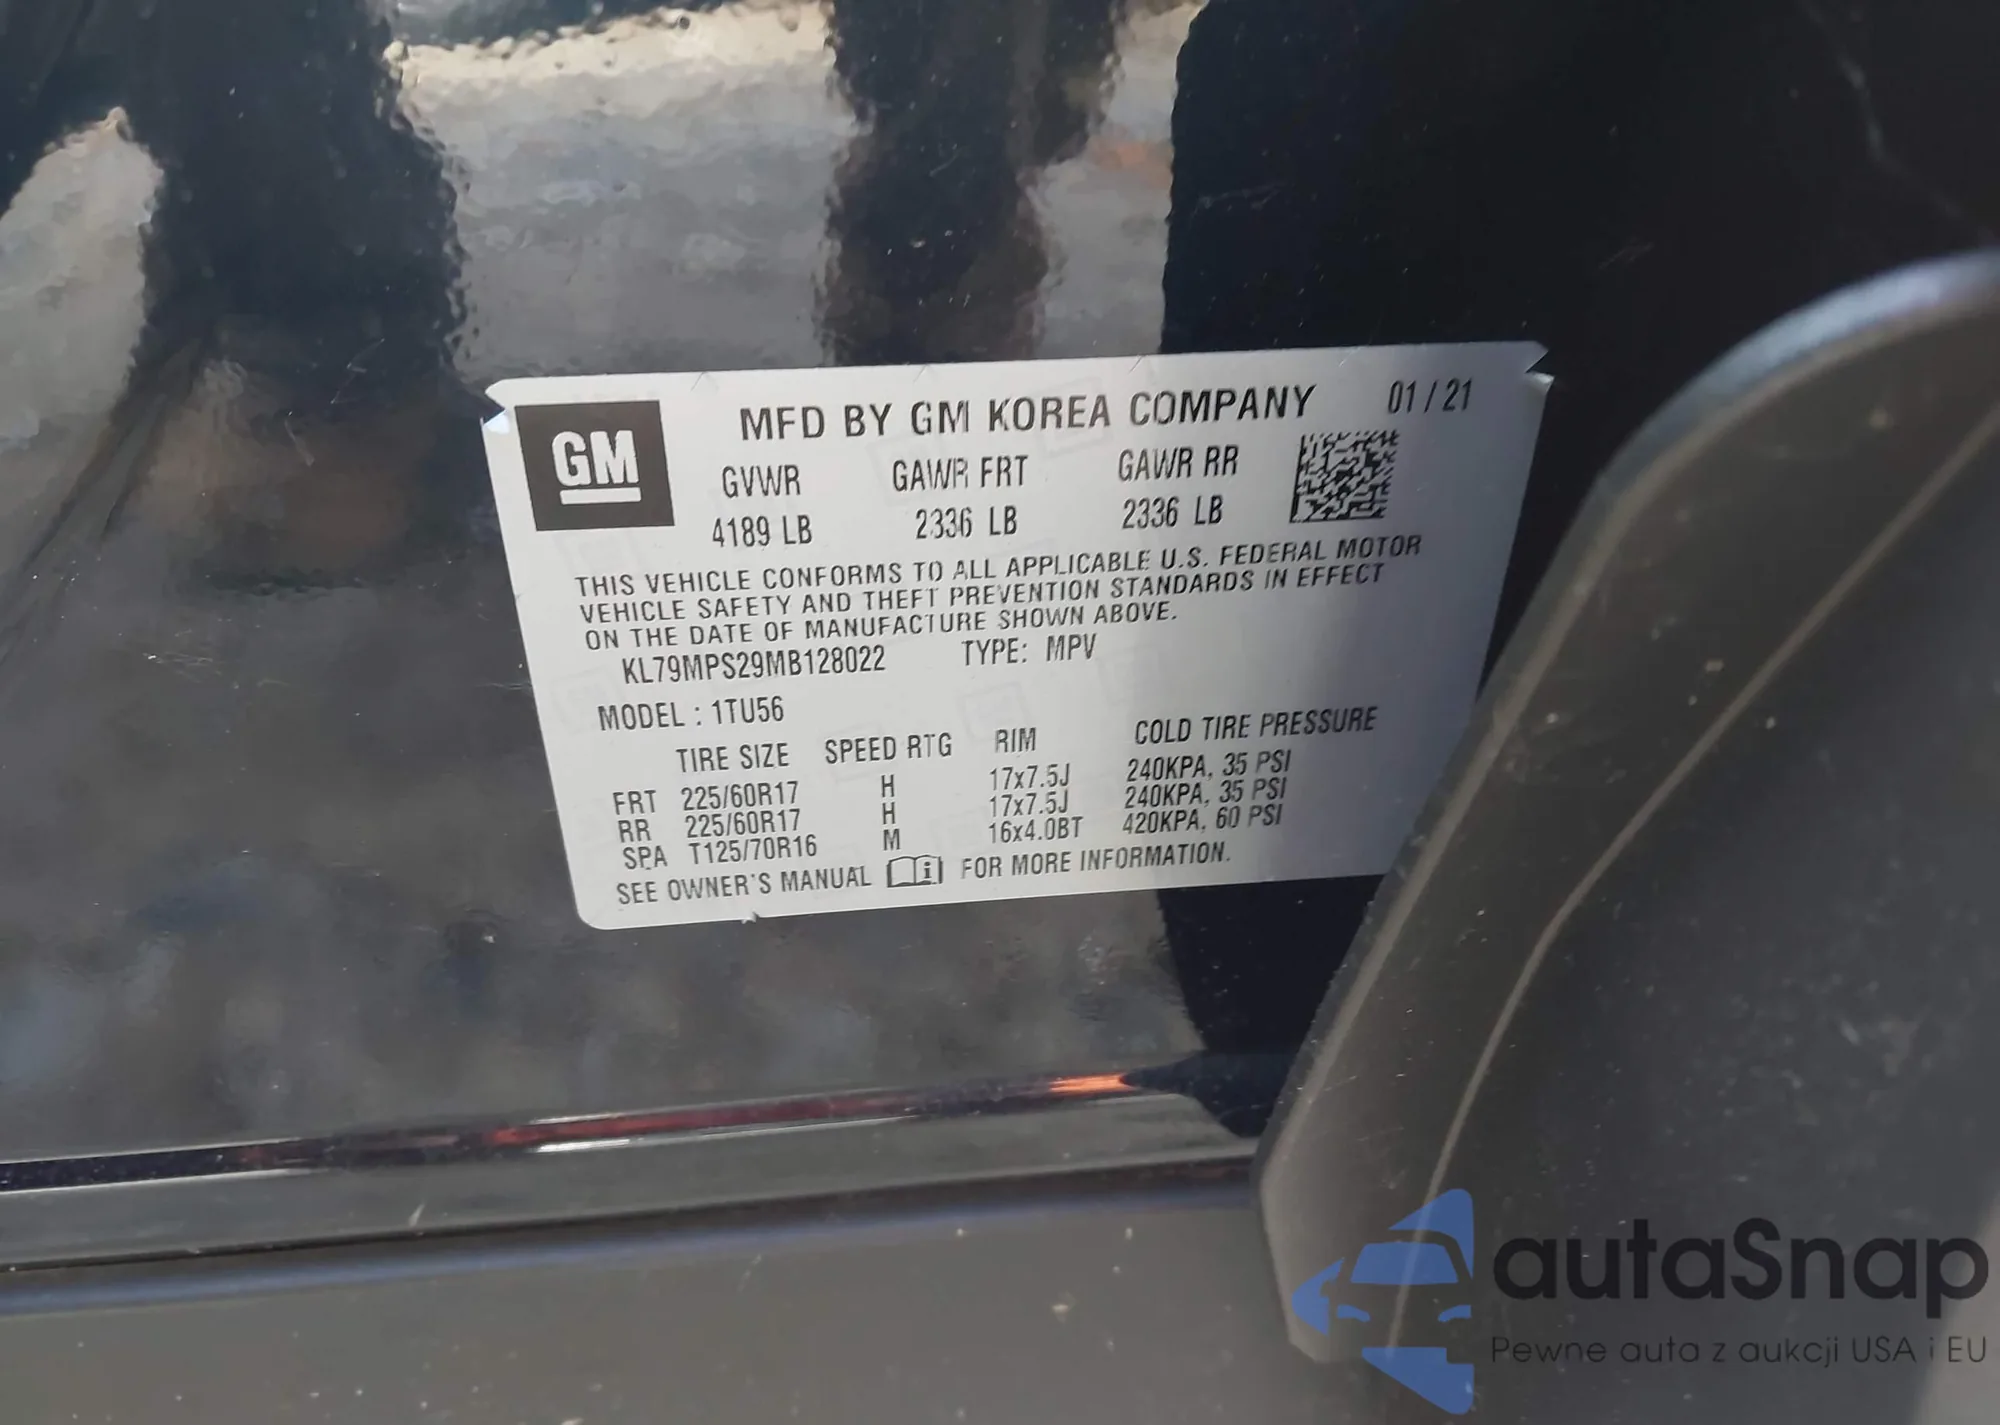 GM
MFD BY GM KOREA COMPANY 01/21
GVWR GAWR FRT GAWR RR
4189 LB 2336 LB 2336 LB
THIS VEHICLE CONFORMS TO ALL APPLICABLE U.S. FEDERAL MOTOR
VEHICLE SAFETY AND THEFT PREVENTION STANDARDS IN EFFECT
ON THE DATE OF MANUFACTURE SHOWN ABOVE.
KL79MPS29MB128022 TYPE: MPV
MODEL : 1TU56
TIRE SIZE SPEED RTG RIM COLD TIRE PRESSURE
FRT 225/60R17 H 17x7.5J 240KPA, 35 PSI
RR 225/60R17 H 17x7.5J 240KPA, 35 PSI
SPA T125/70R16 M 16x4.0BT 420KPA, 60 PSI
SEE OWNER'S MANUAL i FOR MORE INFORMATION.
autaSnap
Pewne auta z aukcji USA i EU